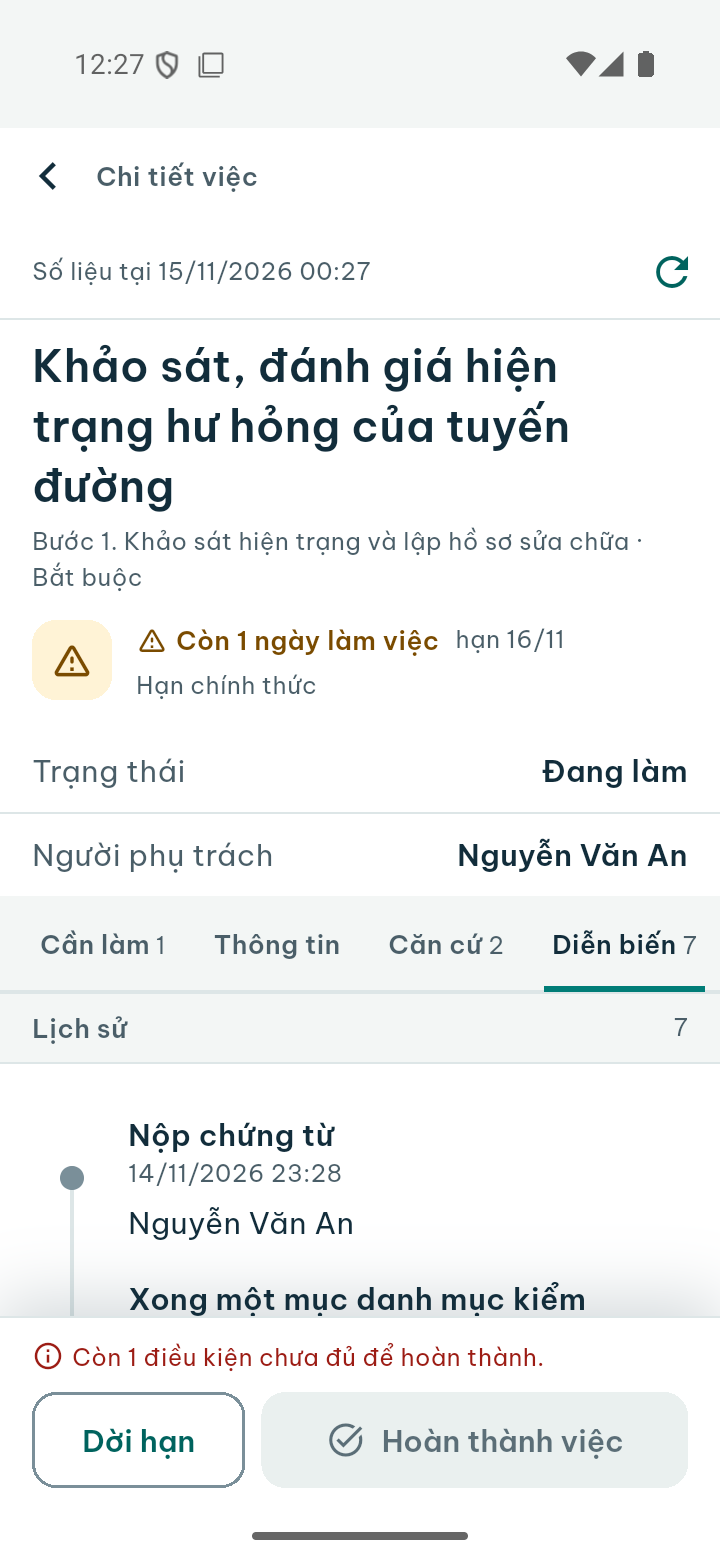 12:27
Chi tiết việc
Số liệu tại 15/11/2026 00:27
Khảo sát, đánh giá hiện
trạng hư hỏng của tuyến
đường
Bước 1. Khảo sát hiện trạng và lập hồ sơ sửa chữa ·
Bắt buộc
Còn 1 ngày làm việc hạn 16/11
Hạn chính thức
Trạng thái Đang làm
Người phụ trách Nguyễn Văn An
Cần làm 1 Thông tin Căn cứ 2 Diễn biến 7
Lịch sử 7
Nộp chứng từ
14/11/2026 23:28
Nguyễn Văn An
Xong một mục danh mục kiểm
Còn 1 điều kiện chưa đủ để hoàn thành.
Dời hạn Hoàn thành việc